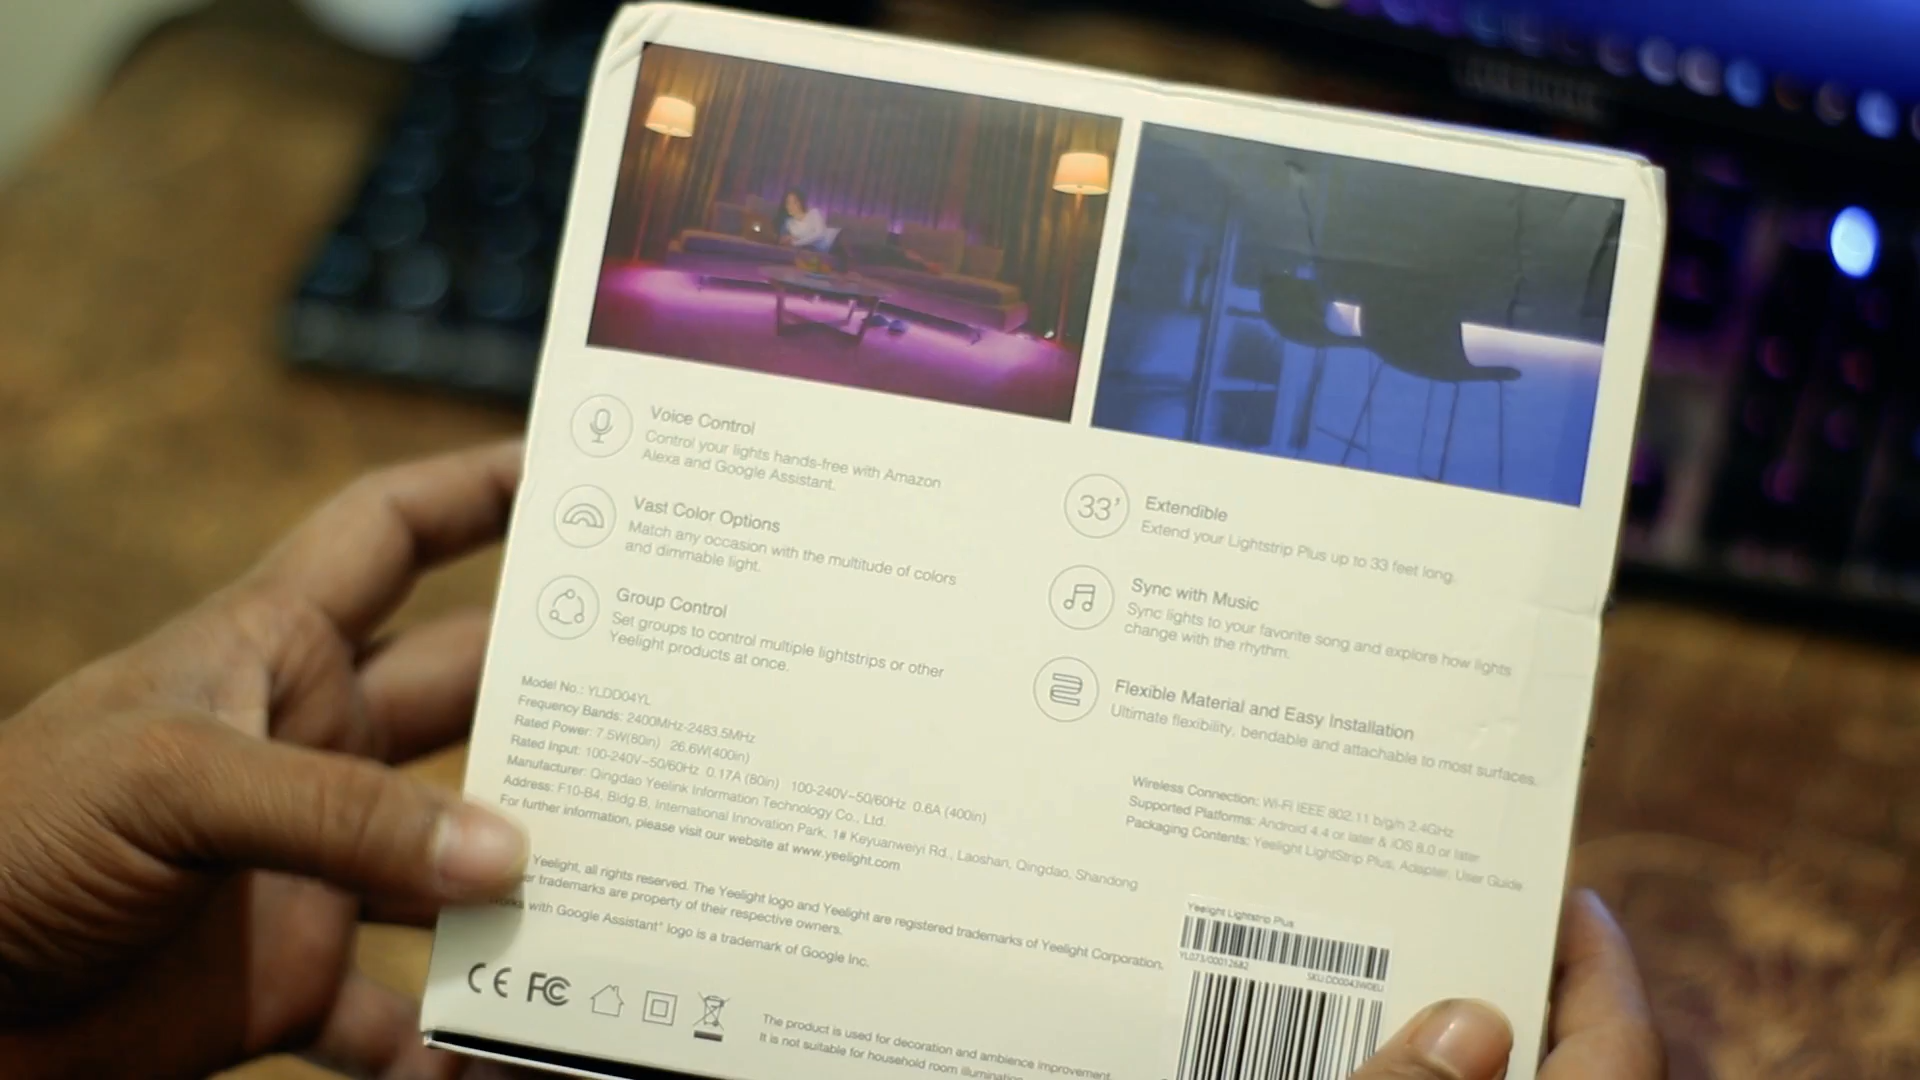 Voice Control
Control your lights hands-free with Amazon
Alexa and Google Assistant.
Vast Color Options
Match any occasion with the multitude of colors
and dimmable light.
Group Control
Set groups to control multiple lightstrips or other
Yeelight products at once.
33'
Extendible
Extend your Lightstrip Plus up to 33 feet long.
Sync with Music
Sync lights to your favorite song and explore how lights
change with the rhythm.
Flexible Material and Easy Installation
Ultimate flexibility, bendable and attachable to most surfaces.
Model No.: YLDD04YL
Frequency Bands: 2400MHz-2483.5MHz
Rated Power: 7.5W(80in) 26.6W(400in)
Rated Input: 100-240V~50/60Hz 0.17A (80in) 100-240V~50/60Hz 0.6A (400in)
Manufacturer: Qingdao Yeelink Information Technology Co., Ltd.
Address: F10-B4, Bldg.B, International Innovation Park, 1# Keyuanweiyi Rd., Laoshan, Qingdao, Shandong
For further information, please visit our website at www.yeelight.com
Wireless Connection: Wi-Fi IEEE 802.11 b/g/n 2.4GHz
Supported Platforms: Android 4.4 or later & iOS 8.0 or later
Packaging Contents: Yeelight LightStrip Plus, Adapter, User Guide
Yeelight, all rights reserved. The Yeelight logo and Yeelight are registered trademarks of Yeelight Corporation.
trademarks are property of their respective owners.
with Google Assistant" logo is a trademark of Google Inc.
Yeelight Lightstrip Plus
YL073/00012682
SKU:DD0043W0EU
CE FC
The product is used for decoration and ambience improvement.
It is not suitable for household room